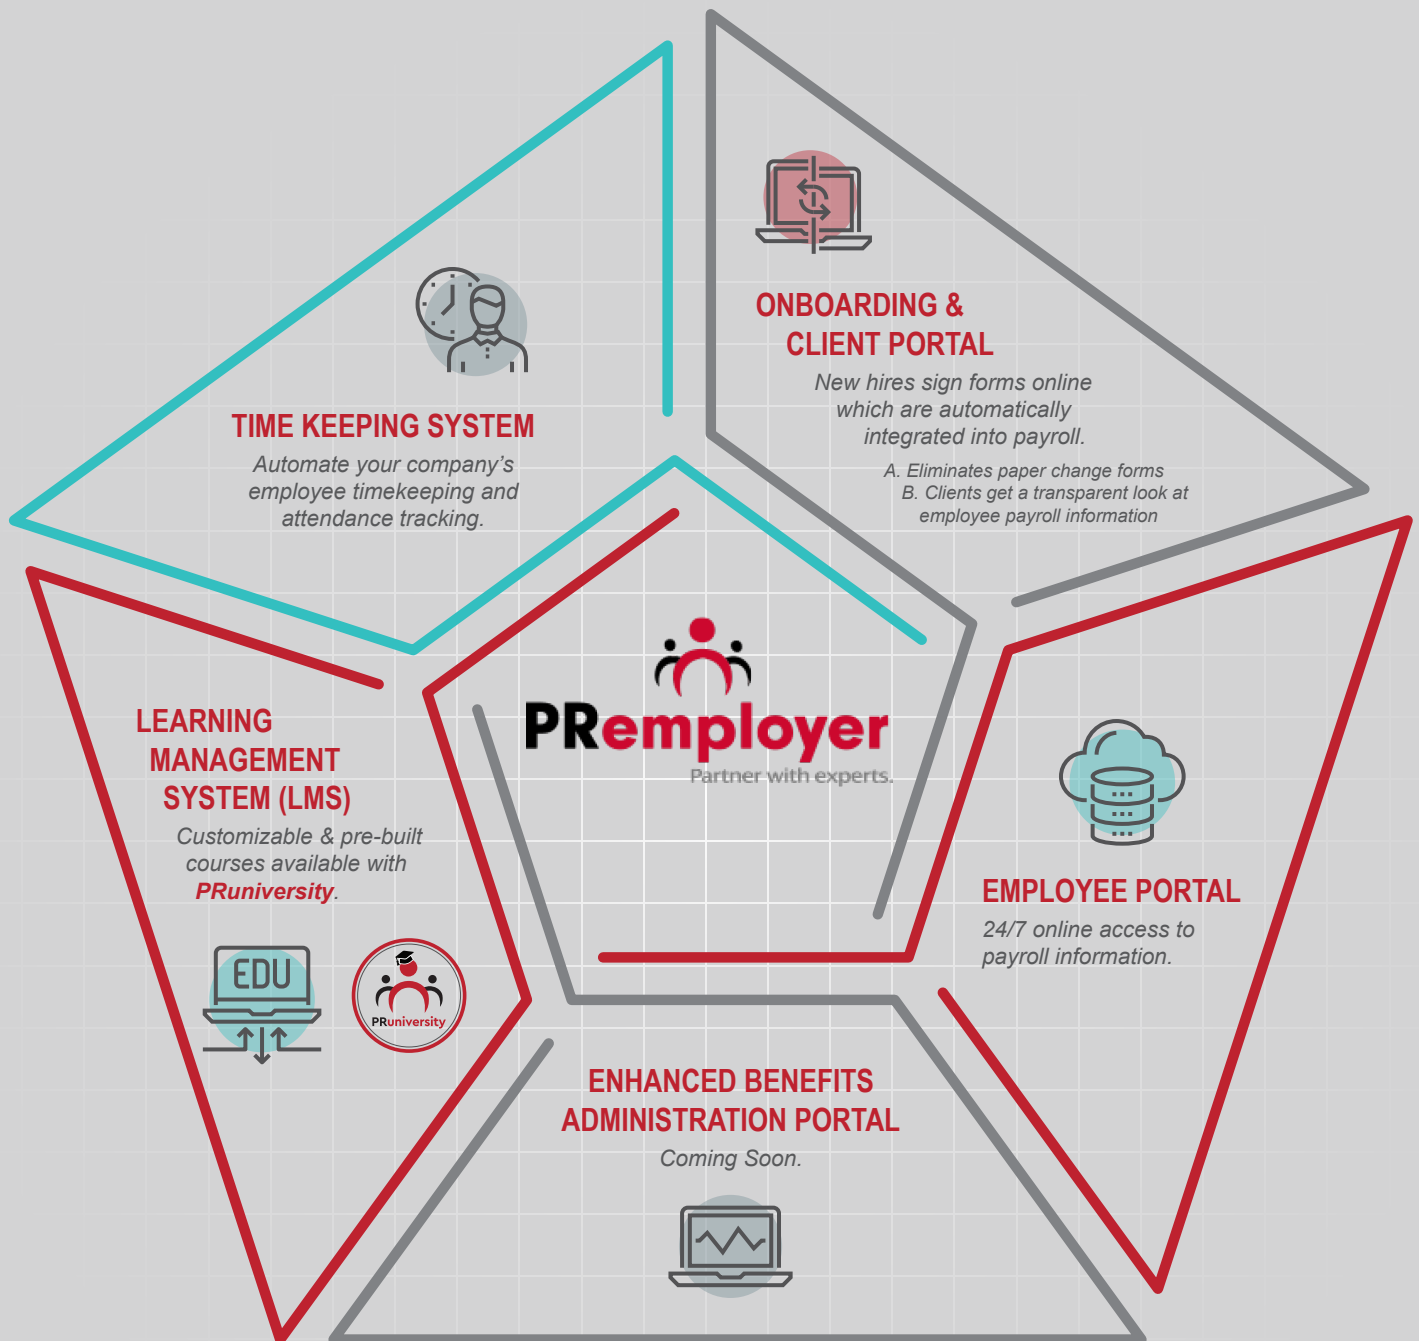 ONBOARDING &
CLIENT PORTAL
New hires sign forms online
which are automatically
integrated into payroll.
A. Eliminates paper change forms
B. Clients get a transparent look at
employee payroll information
TIME KEEPING SYSTEM
Automate your company's
employee timekeeping and
attendance tracking.
PRemployer
Partner with experts.
LEARNING
MANAGEMENT
SYSTEM (LMS)
Customizable & pre-built
courses available with
PRuniversity.
EDU
PRuniversity
EMPLOYEE PORTAL
24/7 online access to
payroll information.
ENHANCED BENEFITS
ADMINISTRATION PORTAL
Coming Soon.